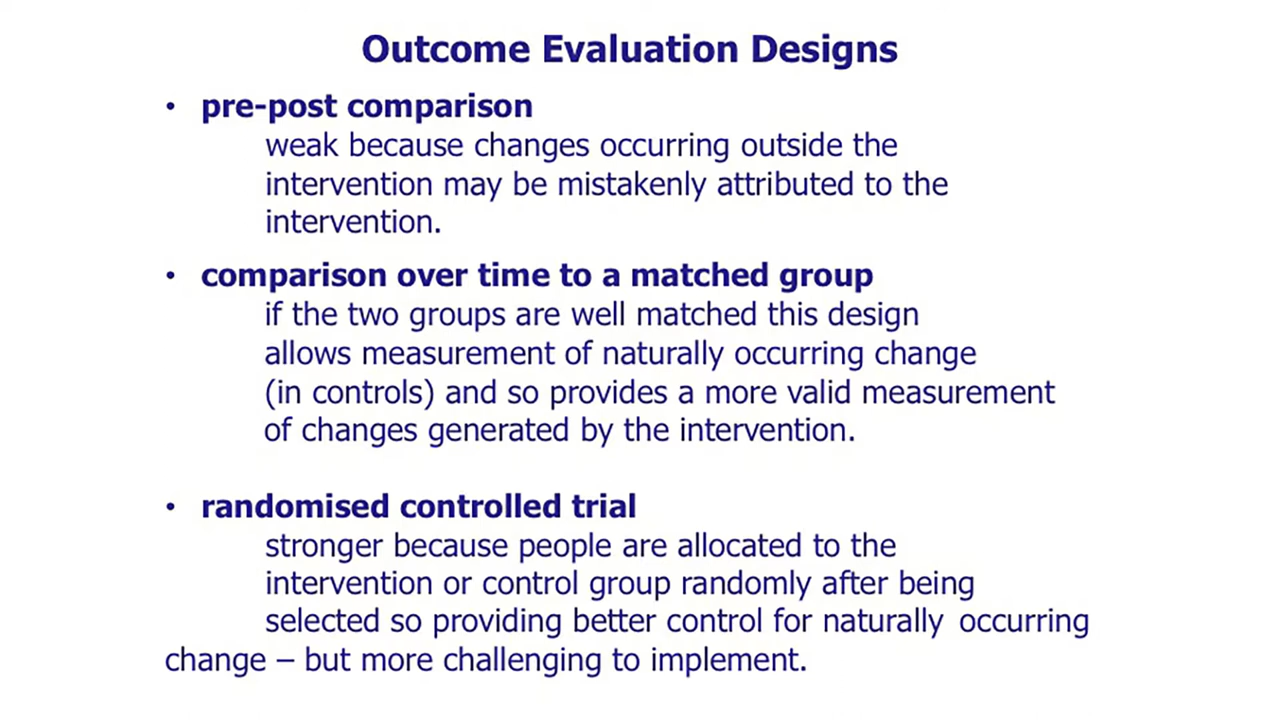 Outcome Evaluation Designs
• pre-post comparison
weak because changes occurring outside the
intervention may be mistakenly attributed to the
intervention.
• comparison over time to a matched group
if the two groups are well matched this design
allows measurement of naturally occurring change
(in controls) and so provides a more valid measurement
of changes generated by the intervention.
• randomised controlled trial
stronger because people are allocated to the
intervention or control group randomly after being
selected so providing better control for naturally occurring
change – but more challenging to implement.